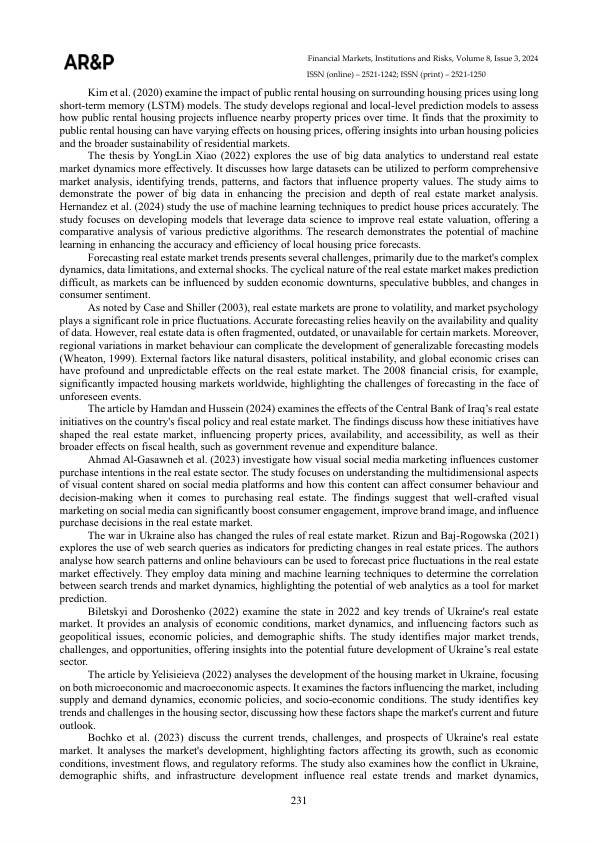 AR&P
Financial Markets, Institutions and Risks, Volume 8, Issue 3, 2024
ISSN (online) – 2521-1242; ISSN (print) – 2521-1250
Kim et al. (2020) examine the impact of public rental housing on surrounding housing prices using long
short-term memory (LSTM) models. The study develops regional and local-level prediction models to assess
how public rental housing projects influence nearby property prices over time. It finds that the proximity to
public rental housing can have varying effects on housing prices, offering insights into urban housing policies
and the broader sustainability of residential markets.
The thesis by YongLin Xiao (2022) explores the use of big data analytics to understand real estate
market dynamics more effectively. It discusses how large datasets can be utilized to perform comprehensive
market analysis, identifying trends, patterns, and factors that influence property values. The study aims to
demonstrate the power of big data in enhancing the precision and depth of real estate market analysis.
Hernandez et al. (2024) study the use of machine learning techniques to predict house prices accurately. The
study focuses on developing models that leverage data science to improve real estate valuation, offering a
comparative analysis of various predictive algorithms. The research demonstrates the potential of machine
learning in enhancing the accuracy and efficiency of local housing price forecasts.
Forecasting real estate market trends presents several challenges, primarily due to the market's complex
dynamics, data limitations, and external shocks. The cyclical nature of the real estate market makes prediction
difficult, as markets can be influenced by sudden economic downturns, speculative bubbles, and changes in
consumer sentiment.
As noted by Case and Shiller (2003), real estate markets are prone to volatility, and market psychology
plays a significant role in price fluctuations. Accurate forecasting relies heavily on the availability and quality
of data. However, real estate data is often fragmented, outdated, or unavailable for certain markets. Moreover,
regional variations in market behaviour can complicate the development of generalizable forecasting models
(Wheaton, 1999). External factors like natural disasters, political instability, and global economic crises can
have profound and unpredictable effects on the real estate market. The 2008 financial crisis, for example,
significantly impacted housing markets worldwide, highlighting the challenges of forecasting in the face of
unforeseen events.
The article by Hamdan and Hussein (2024) examines the effects of the Central Bank of Iraq’s real estate
initiatives on the country's fiscal policy and real estate market. The findings discuss how these initiatives have
shaped the real estate market, influencing property prices, availability, and accessibility, as well as their
broader effects on fiscal health, such as government revenue and expenditure balance.
Ahmad Al-Gasawneh et al. (2023) investigate how visual social media marketing influences customer
purchase intentions in the real estate sector. The study focuses on understanding the multidimensional aspects
of visual content shared on social media platforms and how this content can affect consumer behaviour and
decision-making when it comes to purchasing real estate. The findings suggest that well-crafted visual
marketing on social media can significantly boost consumer engagement, improve brand image, and influence
purchase decisions in the real estate market.
The war in Ukraine also has changed the rules of real estate market. Rizun and Baj-Rogowska (2021)
explores the use of web search queries as indicators for predicting changes in real estate prices. The authors
analyse how search patterns and online behaviours can be used to forecast price fluctuations in the real estate
market effectively. They employ data mining and machine learning techniques to determine the correlation
between search trends and market dynamics, highlighting the potential of web analytics as a tool for market
prediction.
Biletskyi and Doroshenko (2022) examine the state in 2022 and key trends of Ukraine's real estate
market. It provides an analysis of economic conditions, market dynamics, and influencing factors such as
geopolitical issues, economic policies, and demographic shifts. The study identifies major market trends,
challenges, and opportunities, offering insights into the potential future development of Ukraine’s real estate
sector.
The article by Yelisieieva (2022) analyses the development of the housing market in Ukraine, focusing
on both microeconomic and macroeconomic aspects. It examines the factors influencing the market, including
supply and demand dynamics, economic policies, and socio-economic conditions. The study identifies key
trends and challenges in the housing sector, discussing how these factors shape the market's current and future
outlook.
Bochko et al. (2023) discuss the current trends, challenges, and prospects of Ukraine's real estate
market. It analyses the market's development, highlighting factors affecting its growth, such as economic
conditions, investment flows, and regulatory reforms. The study also examines how the conflict in Ukraine,
demographic shifts, and infrastructure development influence real estate trends and market dynamics,
231